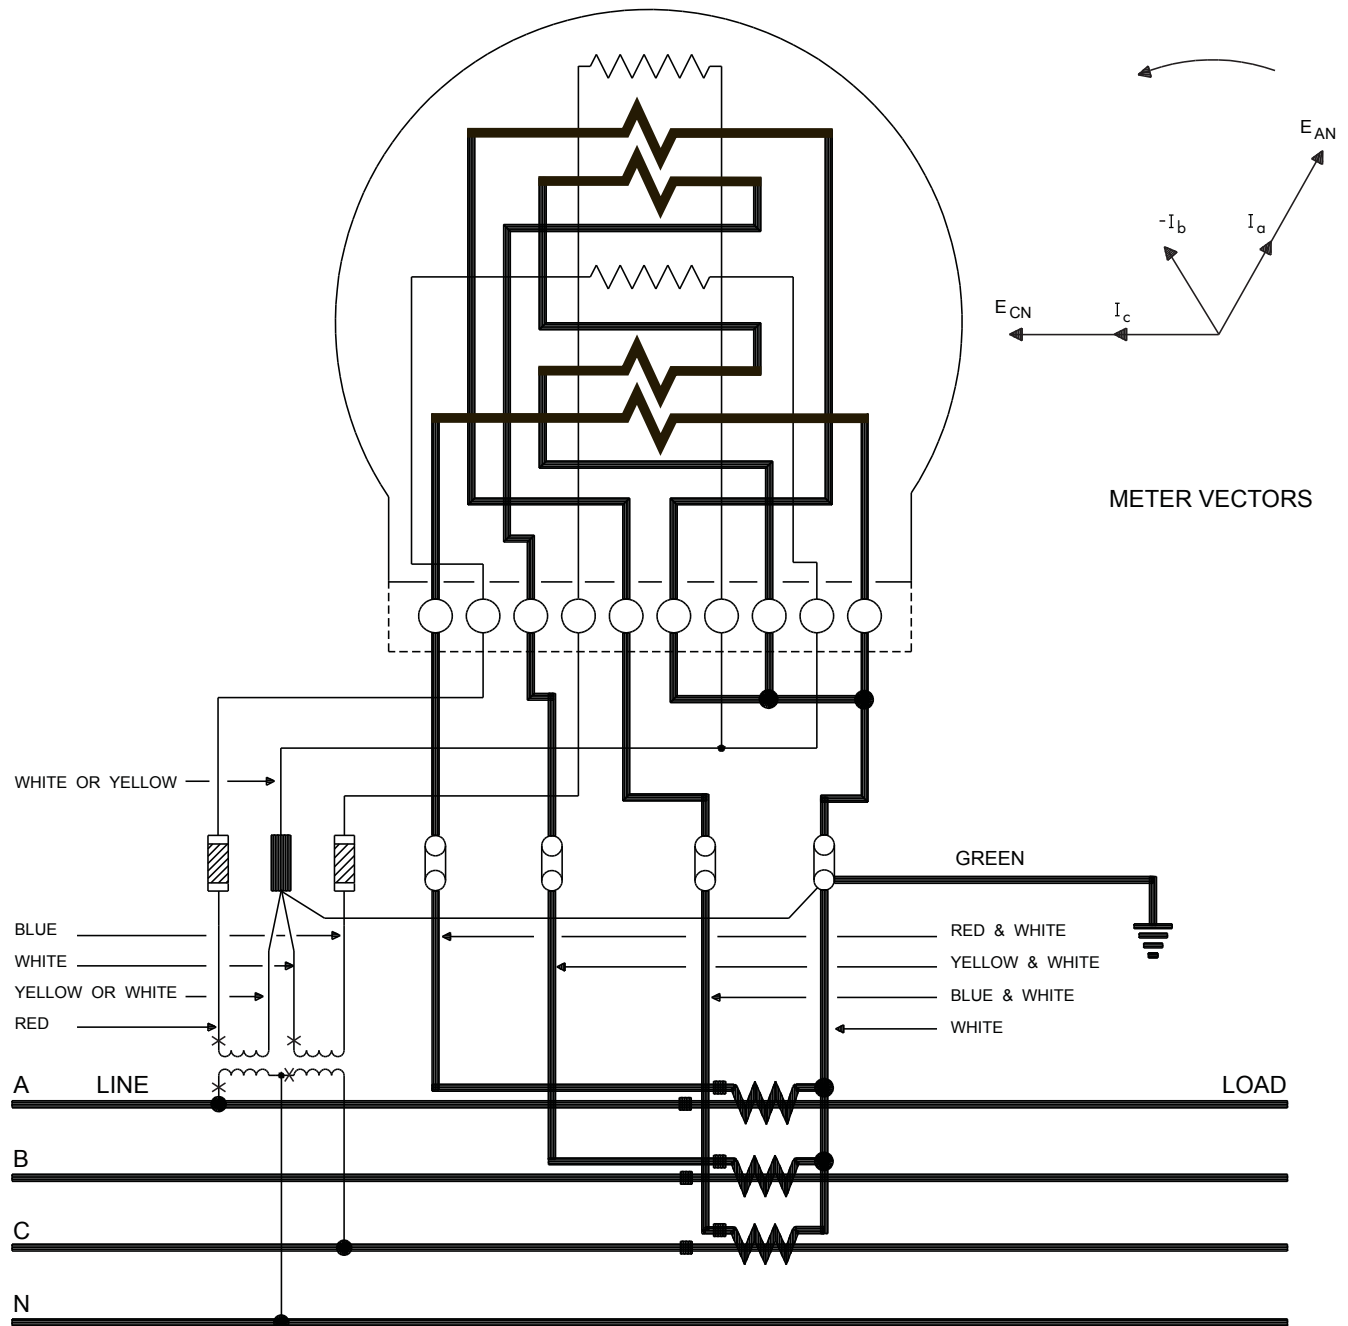 E AN
-I b
I a
E CN
I c
METER VECTORS
WHITE OR YELLOW
GREEN
BLUE
RED & WHITE
WHITE
YELLOW & WHITE
YELLOW OR WHITE
BLUE & WHITE
RED
WHITE
A
LINE
LOAD
B
C
N